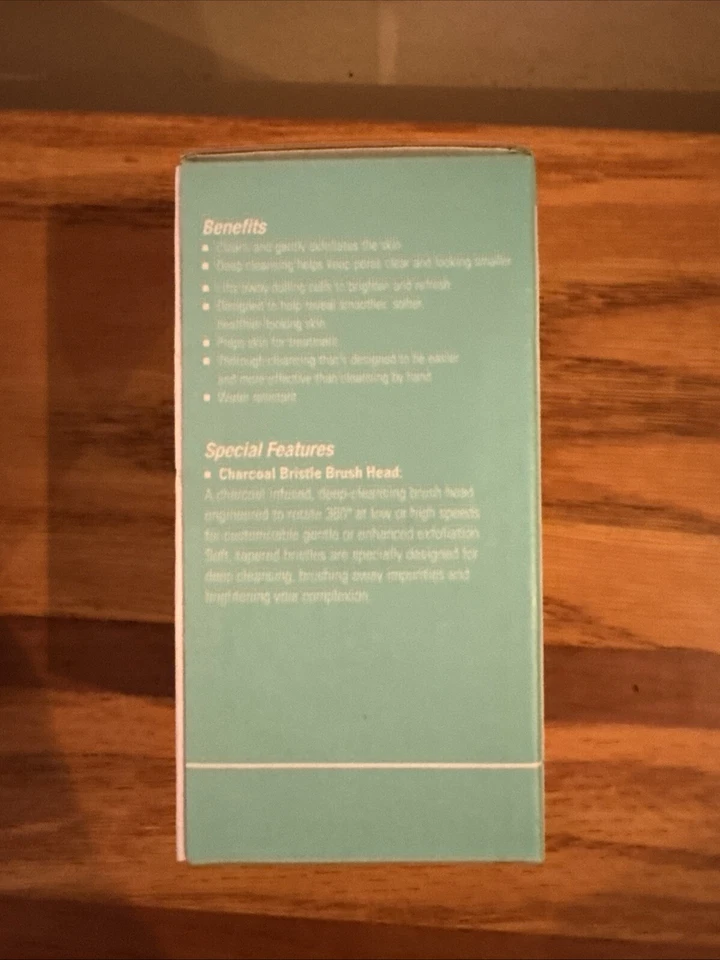 Benefits
Cleans and gently exfoliates the skin
Deep cleansing helps keep pores clear and looking smaller
Lifts away dulling cells to brighten and refresh
Designed to help reveal smoother, softer,
healthier-looking skin
Preps skin for treatments
Thorough cleansing that's designed to be easier
and more effective than cleansing by hand
Water resistant
Special Features
Charcoal Bristle Brush Head:
A charcoal infused, deep-cleansing brush head
engineered to rotate 360° at low or high speeds
for customizable gentle or enhanced exfoliation.
Soft, tapered bristles are specially designed for
deep cleansing, brushing away impurities and
brightening your complexion.